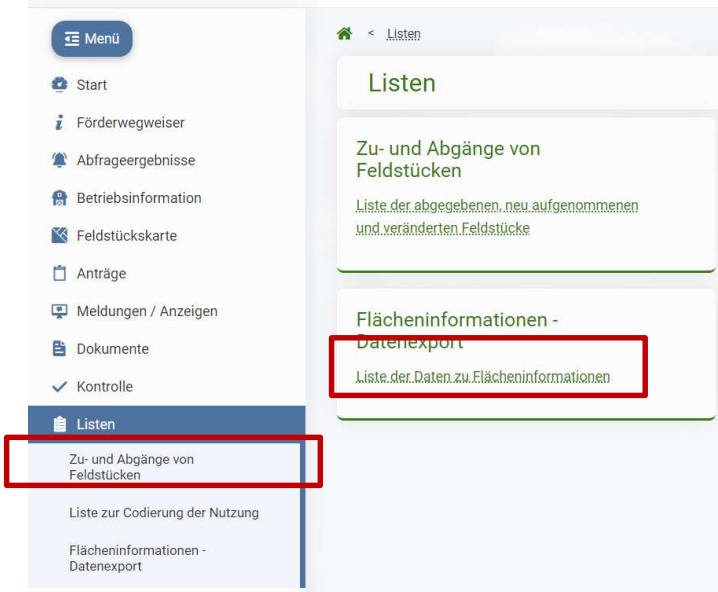 Menü
Start
Förderwegweiser
Abfrageergebnisse
Betriebsinformation
Feldstückskarte
Anträge
Meldungen / Anzeigen
Dokumente
Kontrolle
Listen
Zu- und Abgänge von
Feldstücken
Liste zur Codierung der Nutzung
Flächeninformationen -
Datenexport
< Listen
Listen
Zu- und Abgänge von
Feldstücken
Liste der abgegebenen, neu aufgenommenen
und veränderten Feldstücke
Flächeninformationen -
Datenexport
Liste der Daten zu Flächeninformationen